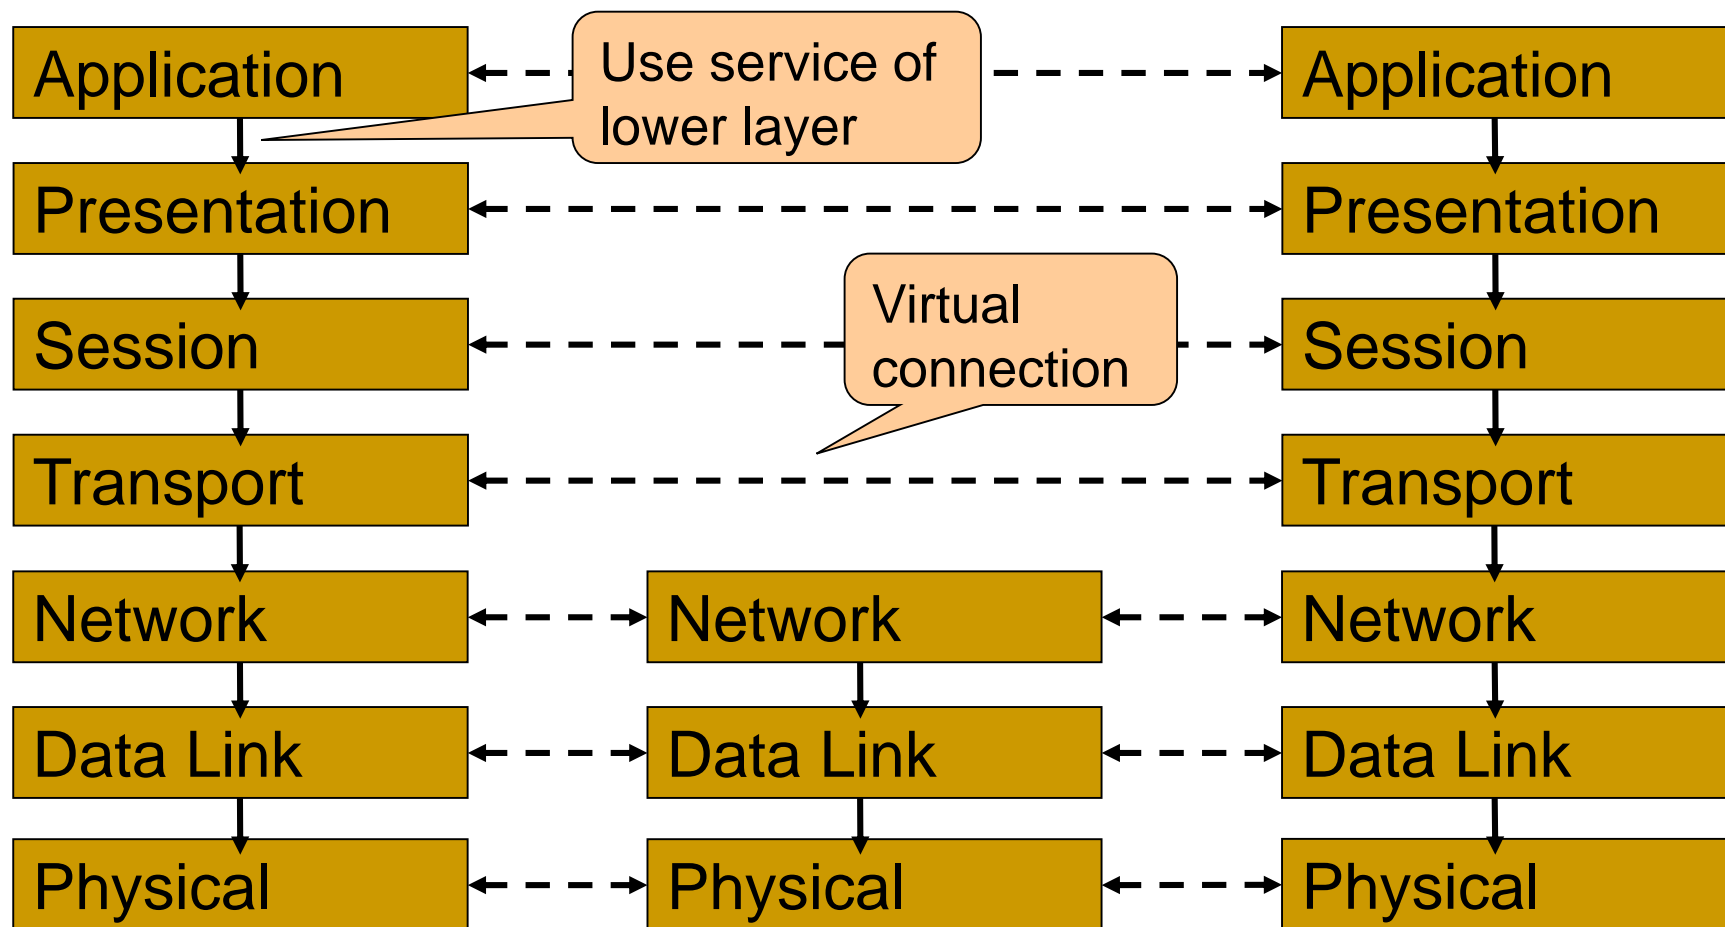 Application
Use service of
lower layer
Application
Presentation
Presentation
Virtual
connection
Session
Session
Transport
Transport
Network
Network
Network
Data Link
Data Link
Data Link
Physical
Physical
Physical